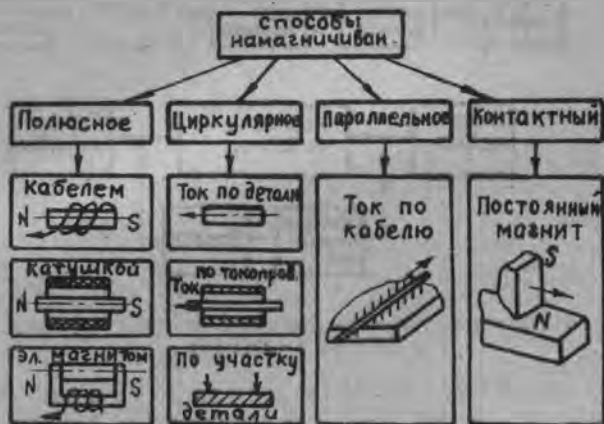 способы
намагничиван.
Полюсное
Циркулярное
Параллельное
Контактный
Кабелем
N S
катушкой
N S
Эл. магнитом
N S
Ток по детали
по токопров.
Ток
По участку
детали
Ток по
кабелю
Постоянный
магнит
S
N